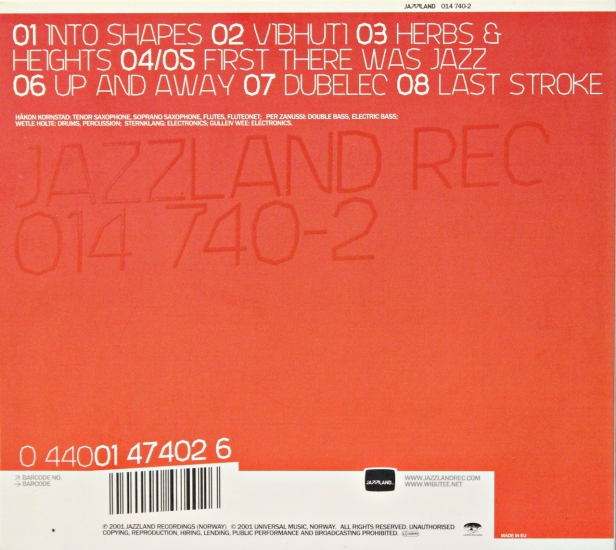 JAZZLAND 014 740-2
01 INTO SHAPES 02 VIBHUTI 03 HERBS &
HEIGHTS 04/05 FIRST THERE WAS JAZZ
06 UP AND AWAY 07 DUBELEC 08 LAST STROKE
HÅKON KORNSTAD: TENOR SAXOPHONE, SOPRANO SAXOPHONE, FLUTES, FLUTEONET; PER ZANUSSI: DOUBLE BASS, ELECTRIC BASS;
WETLE HOLTE: DRUMS, PERCUSSION; STERNKLANG: ELECTRONICS; GULLEIV WEE: ELECTRONICS.
JAZZLAND REC
014 740-2
0 44001 47402 6
BARCODE NO.
BARCODE
JAZZLAND
WWW.JAZZLANDREC.COM
WWW.WIBUTEE.NET
℗ 2001 JAZZLAND RECORDINGS (NORWAY) © 2001 UNIVERSAL MUSIC, NORWAY. ALL RIGHTS RESERVED. UNAUTHORISED
COPYING, REPRODUCTION, HIRING, LENDING, PUBLIC PERFORMANCE AND BROADCASTING PROHIBITED.
MADE IN EU